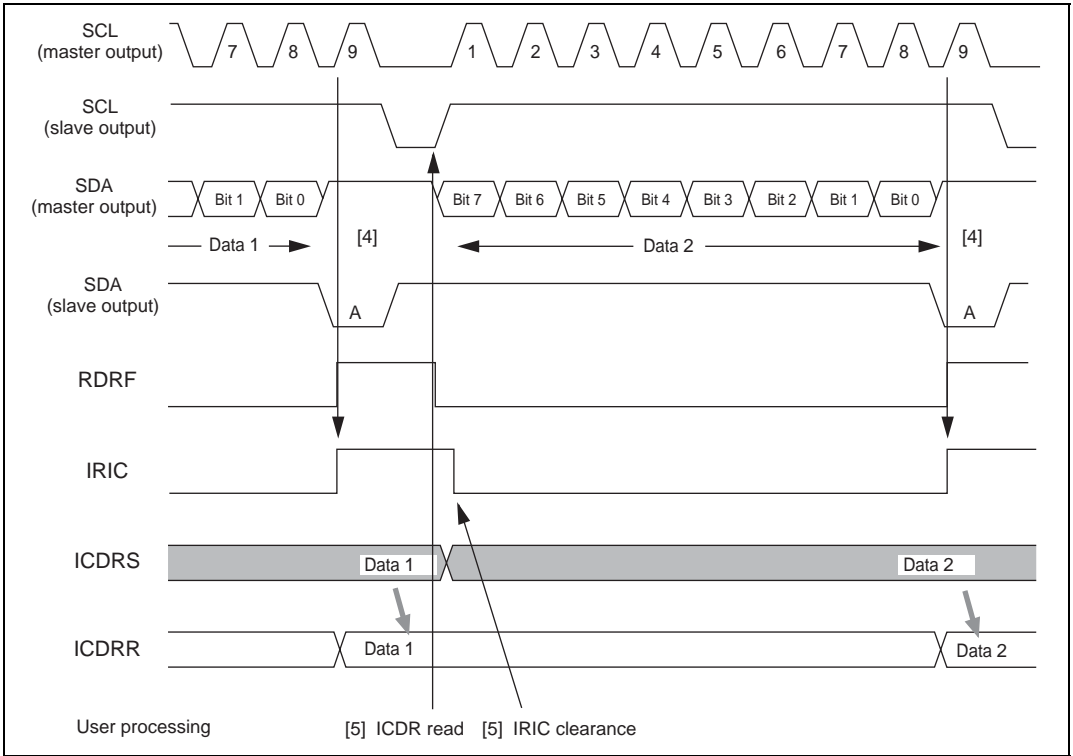 SCL
(master output)
7 8 9 1 2 3 4 5 6 7 8 9
SCL
(slave output)
SDA
(master output)
Bit 1 Bit 0 Bit 7 Bit 6 Bit 5 Bit 4 Bit 3 Bit 2 Bit 1 Bit 0
Data 1 [4] Data 2 [4]
SDA
(slave output)
A A
RDRF
IRIC
ICDRS
Data 1 Data 2
ICDRR
Data 1 Data 2
User processing [5] ICDR read [5] IRIC clearance